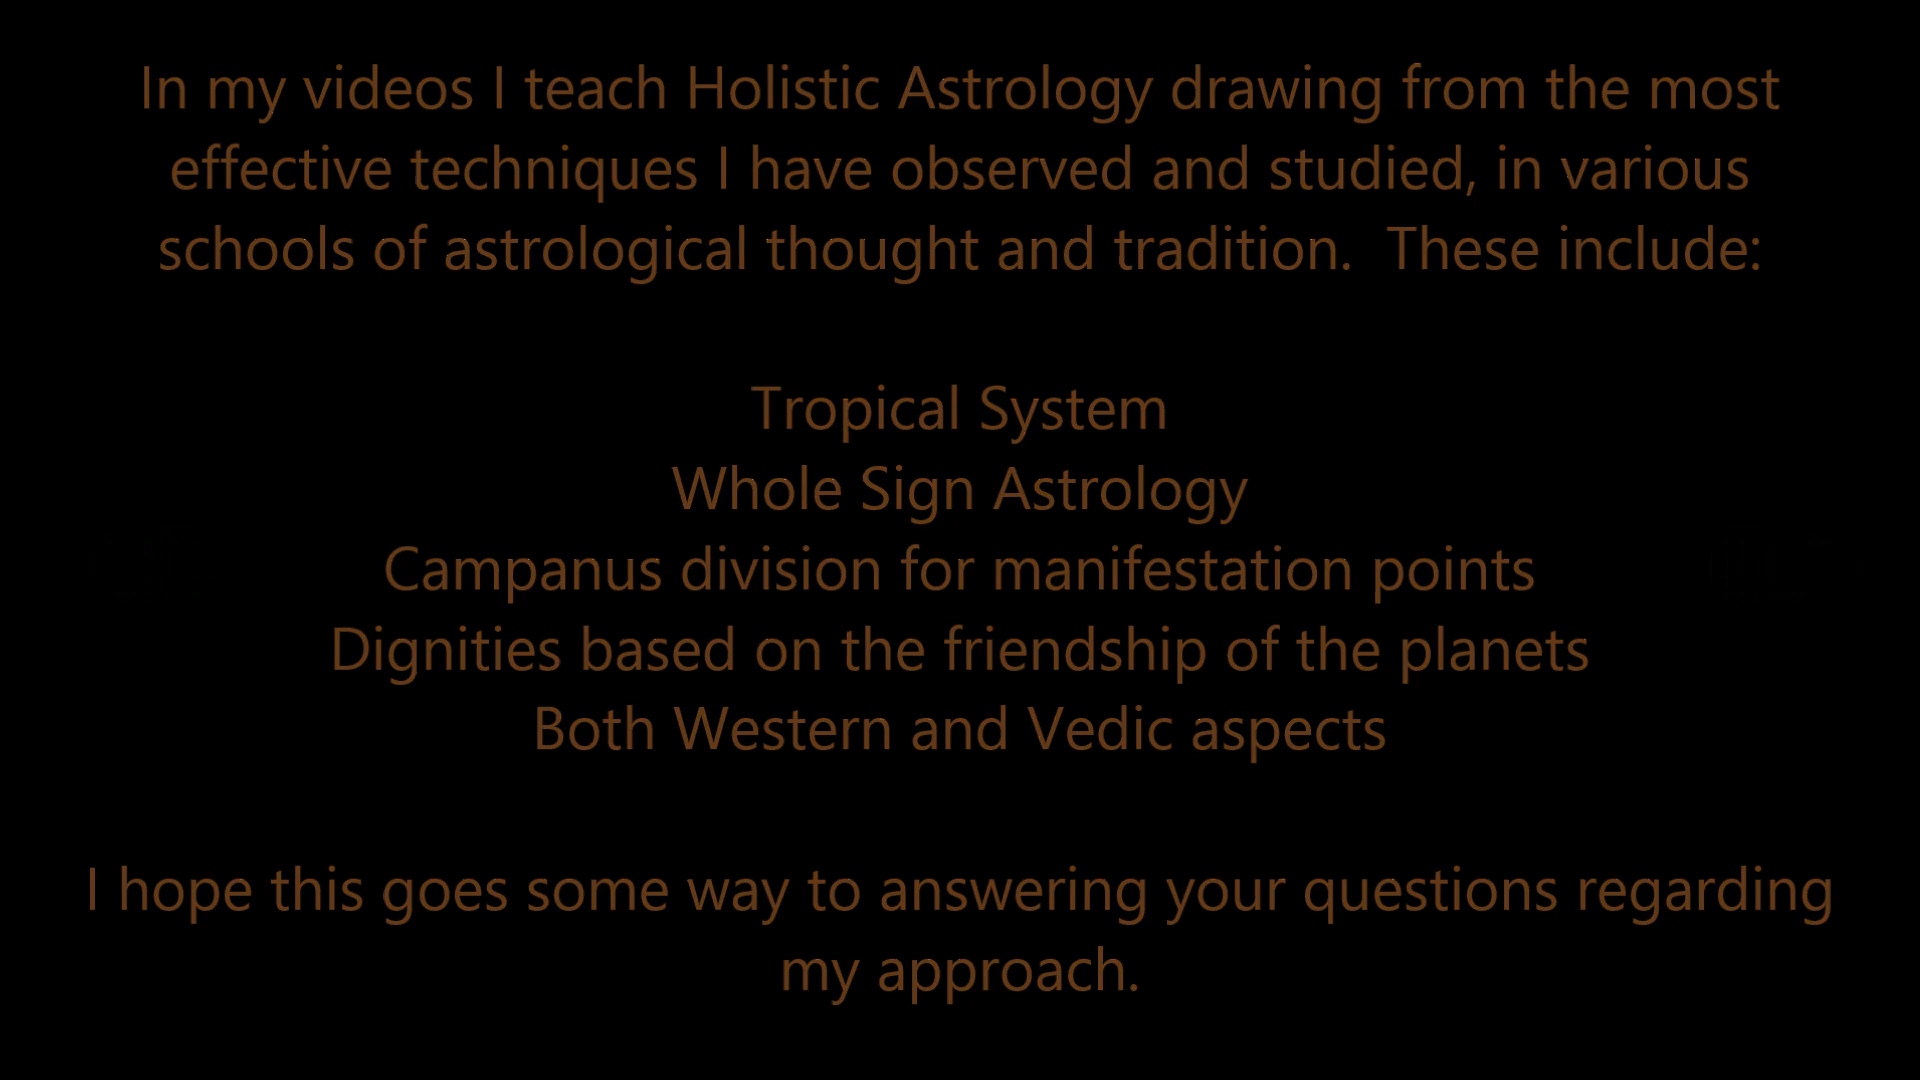 In my videos I teach Holistic Astrology drawing from the most
effective techniques I have observed and studied, in various
schools of astrological thought and tradition.  These include:
Tropical System
Whole Sign Astrology
Campanus division for manifestation points
Dignities based on the friendship of the planets
Both Western and Vedic aspects
I hope this goes some way to answering your questions regarding
my approach.